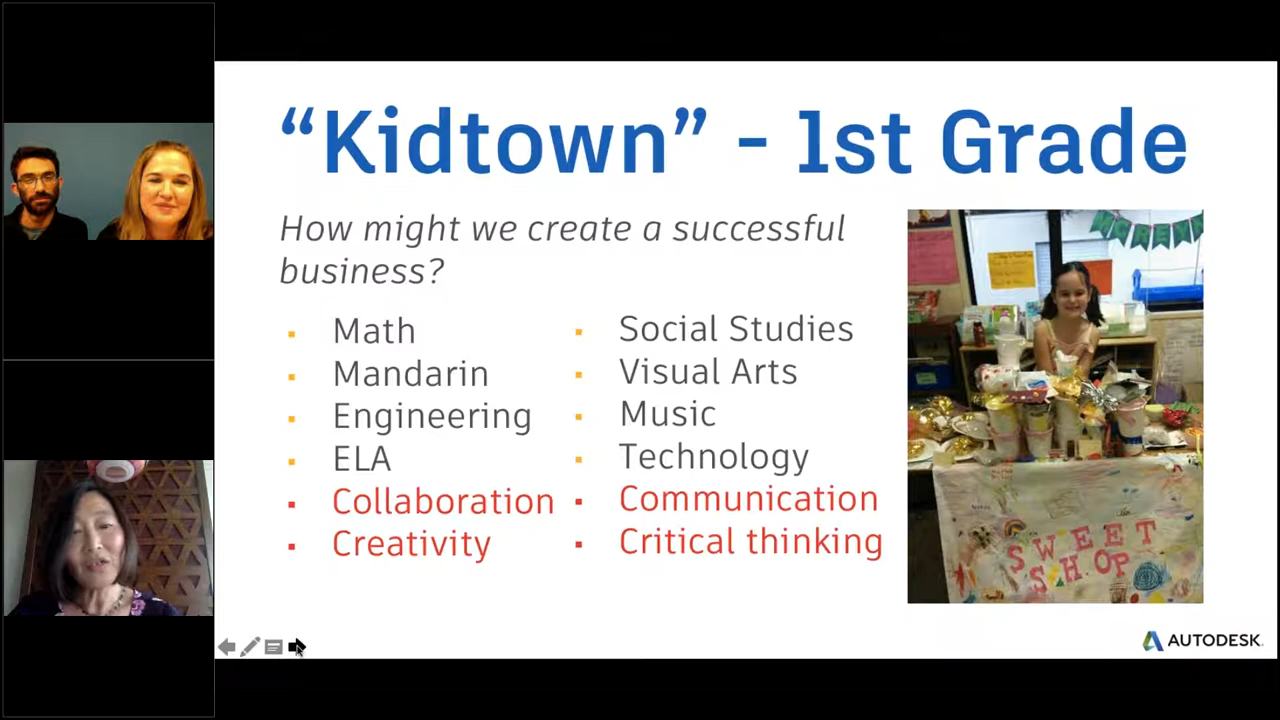 “Kidtown” - 1st Grade
How might we create a successful
business?
▪ Math
▪ Mandarin
▪ Engineering
▪ ELA
▪ Collaboration
▪ Creativity
▪ Social Studies
▪ Visual Arts
▪ Music
▪ Technology
▪ Communication
▪ Critical thinking
SWEET
SHOP
AUTODESK.